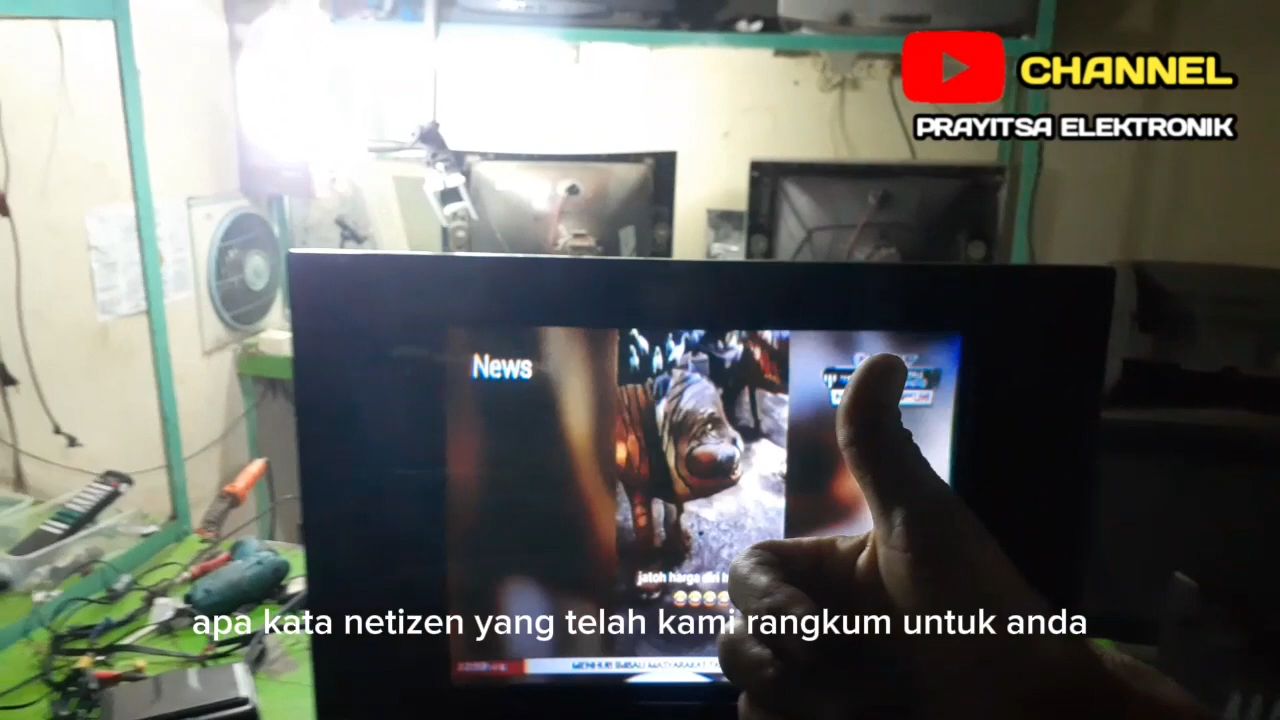 CHANNEL
PRAYITSA ELEKTRONIK
News
jatoh harga diri
apa kata netizen yang telah kami rangkum untuk anda